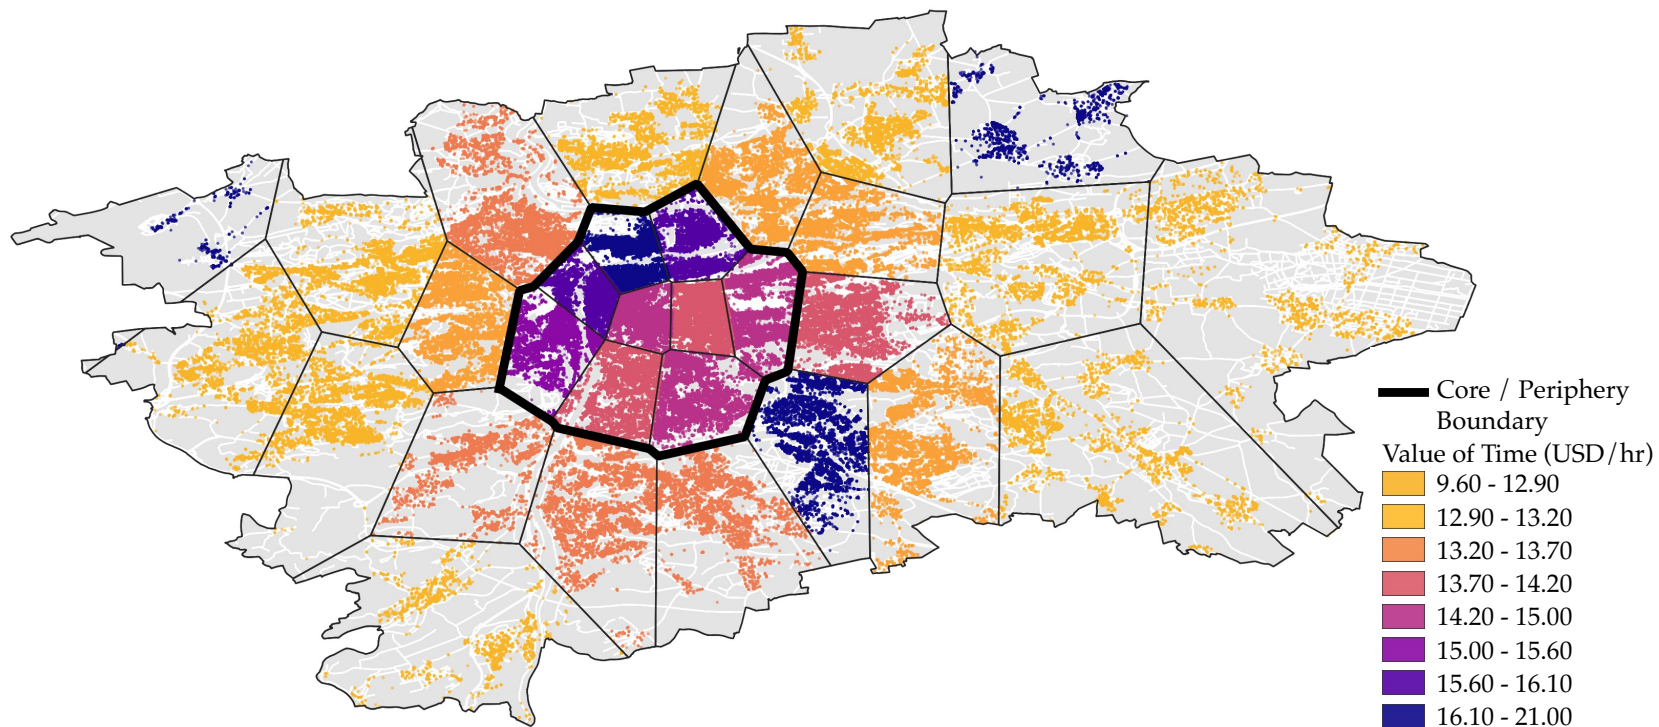 Core / Periphery
Boundary
Value of Time (USD/hr)
9.60 - 12.90
12.90 - 13.20
13.20 - 13.70
13.70 - 14.20
14.20 - 15.00
15.00 - 15.60
15.60 - 16.10
16.10 - 21.00